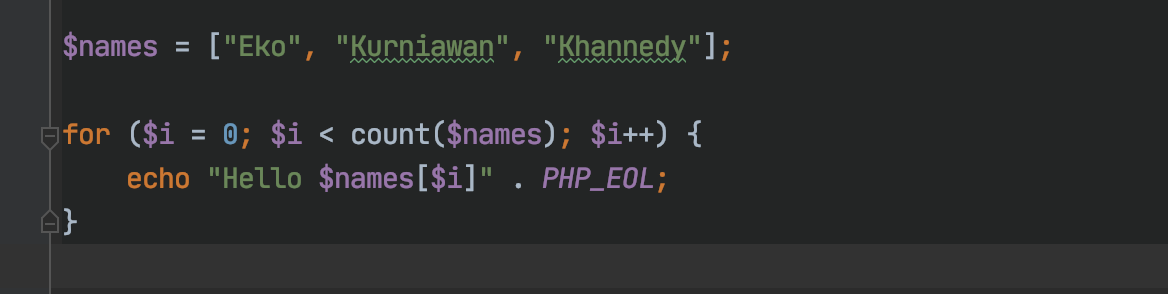 $names = ["Eko", "Kurniawan", "Khannedy"];
for ($i = 0; $i < count($names); $i++) {
    echo "Hello $names[$i]" . PHP_EOL;
}